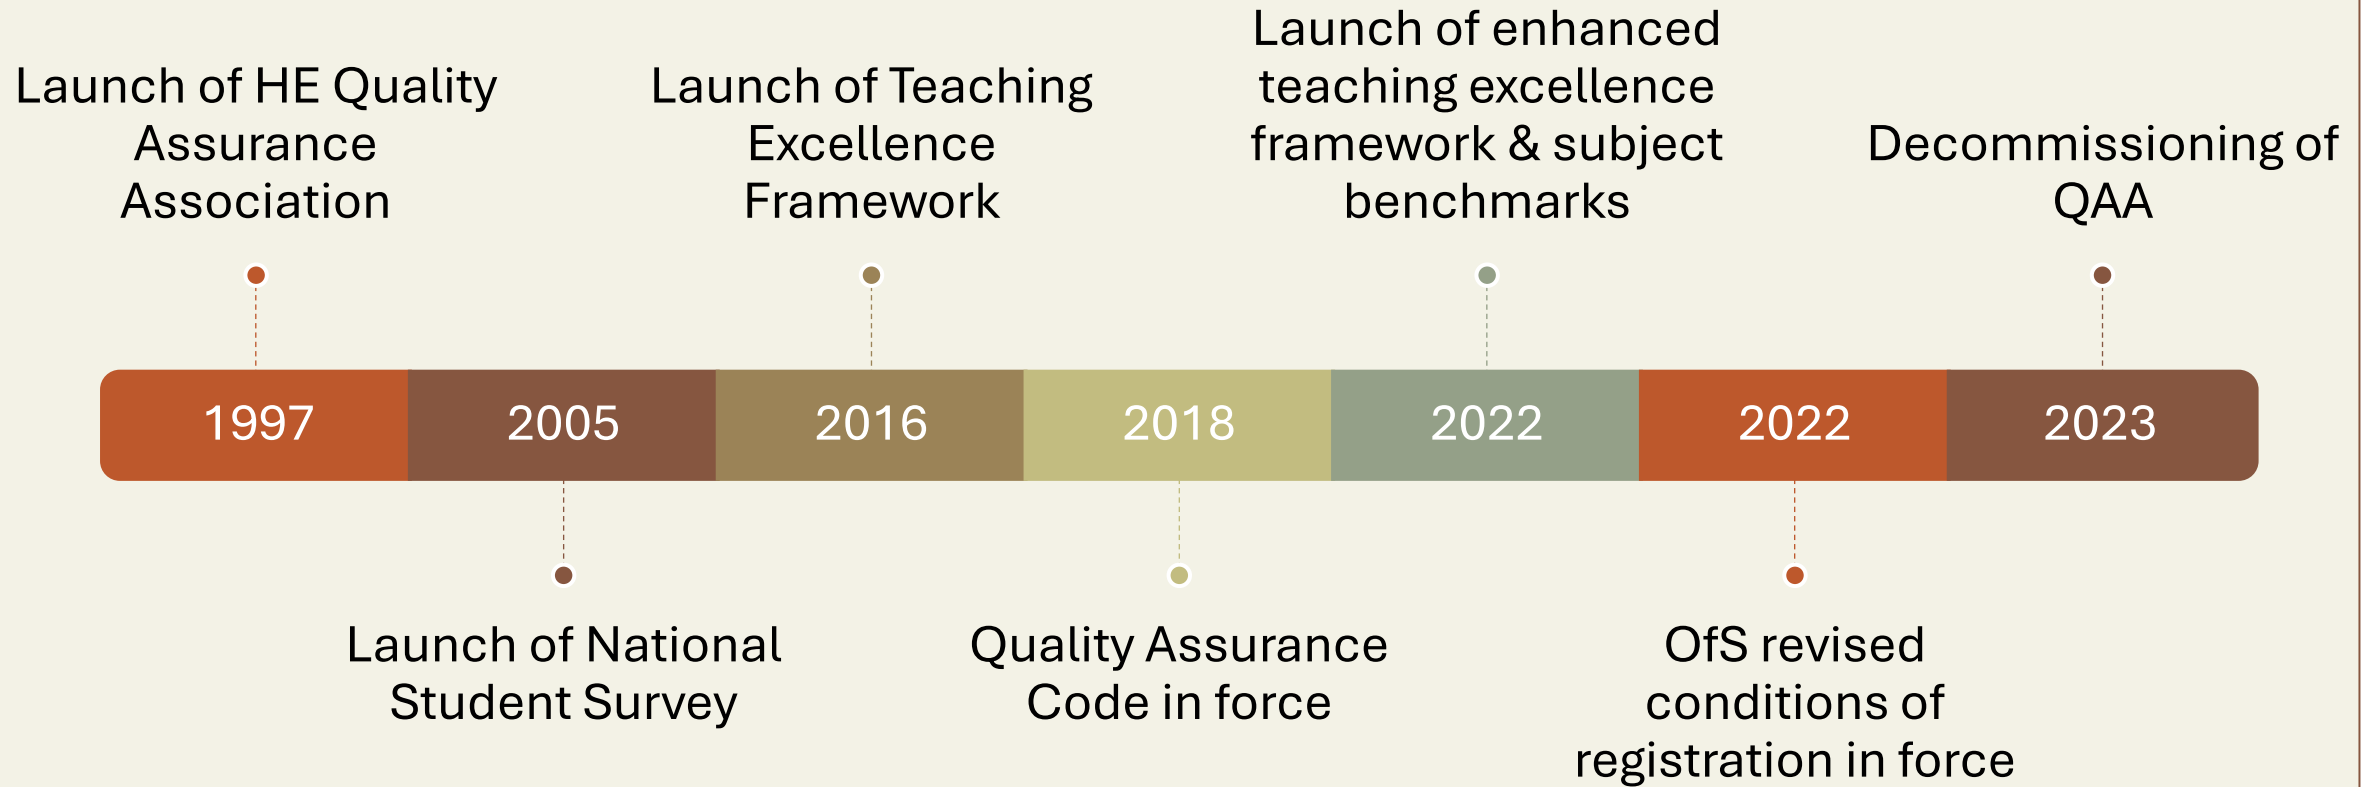 Launch of HE Quality
Assurance
Association
Launch of Teaching
Excellence
Framework
Launch of enhanced
teaching excellence
framework & subject
benchmarks
Decommissioning of
QAA
1997
2005
2016
2018
2022
2022
2023
Launch of National
Student Survey
Quality Assurance
Code in force
OfS revised
conditions of
registration in force